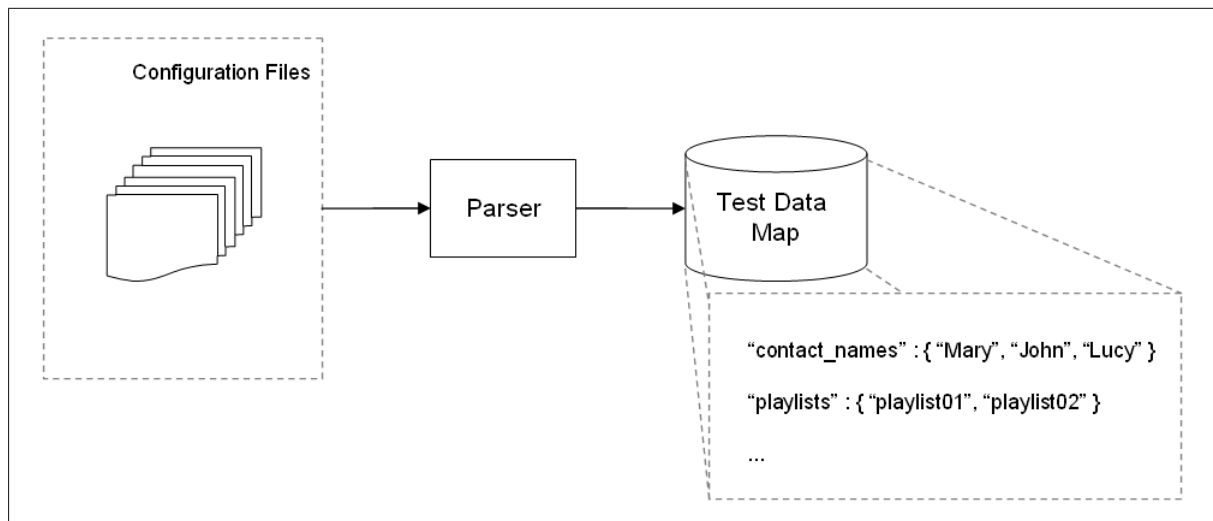 Configuration Files
Parser
Test Data
Map
“contact_names” : { “Mary”, “John”, “Lucy” }
“playlists” : { “playlist01”, “playlist02” }
...